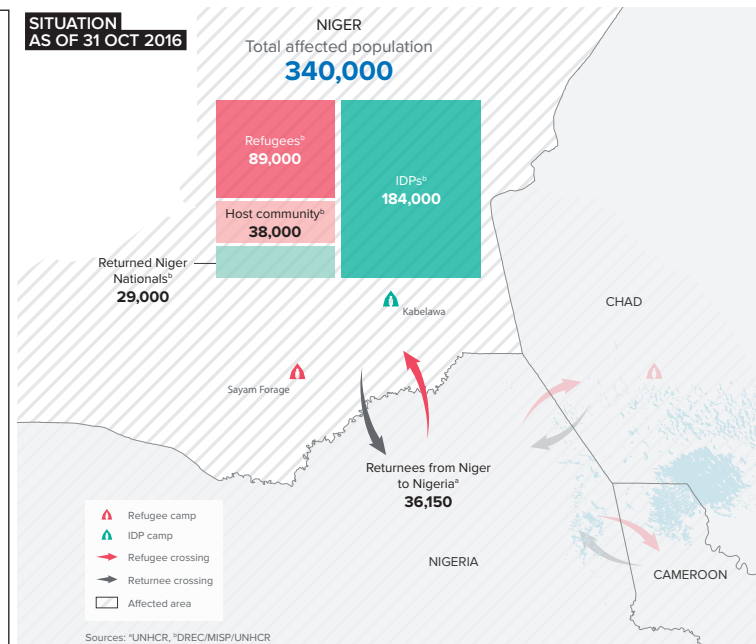 SITUATION
AS OF 31 OCT 2016
NIGER
Total affected population
340,000
Refugeesᵇ
89,000
IDPsᵇ
184,000
Host communityᵇ
38,000
Returned Niger
Nationalsᵇ
29,000
Kabelawa
CHAD
Sayam Forage
Returnees from Niger
to Nigeriaᵃ
36,150
Refugee camp
IDP camp
Refugee crossing
Returnee crossing
Affected area
NIGERIA
CAMEROON
Sources: ᵃUNHCR, ᵇDREC/MISP/UNHCR